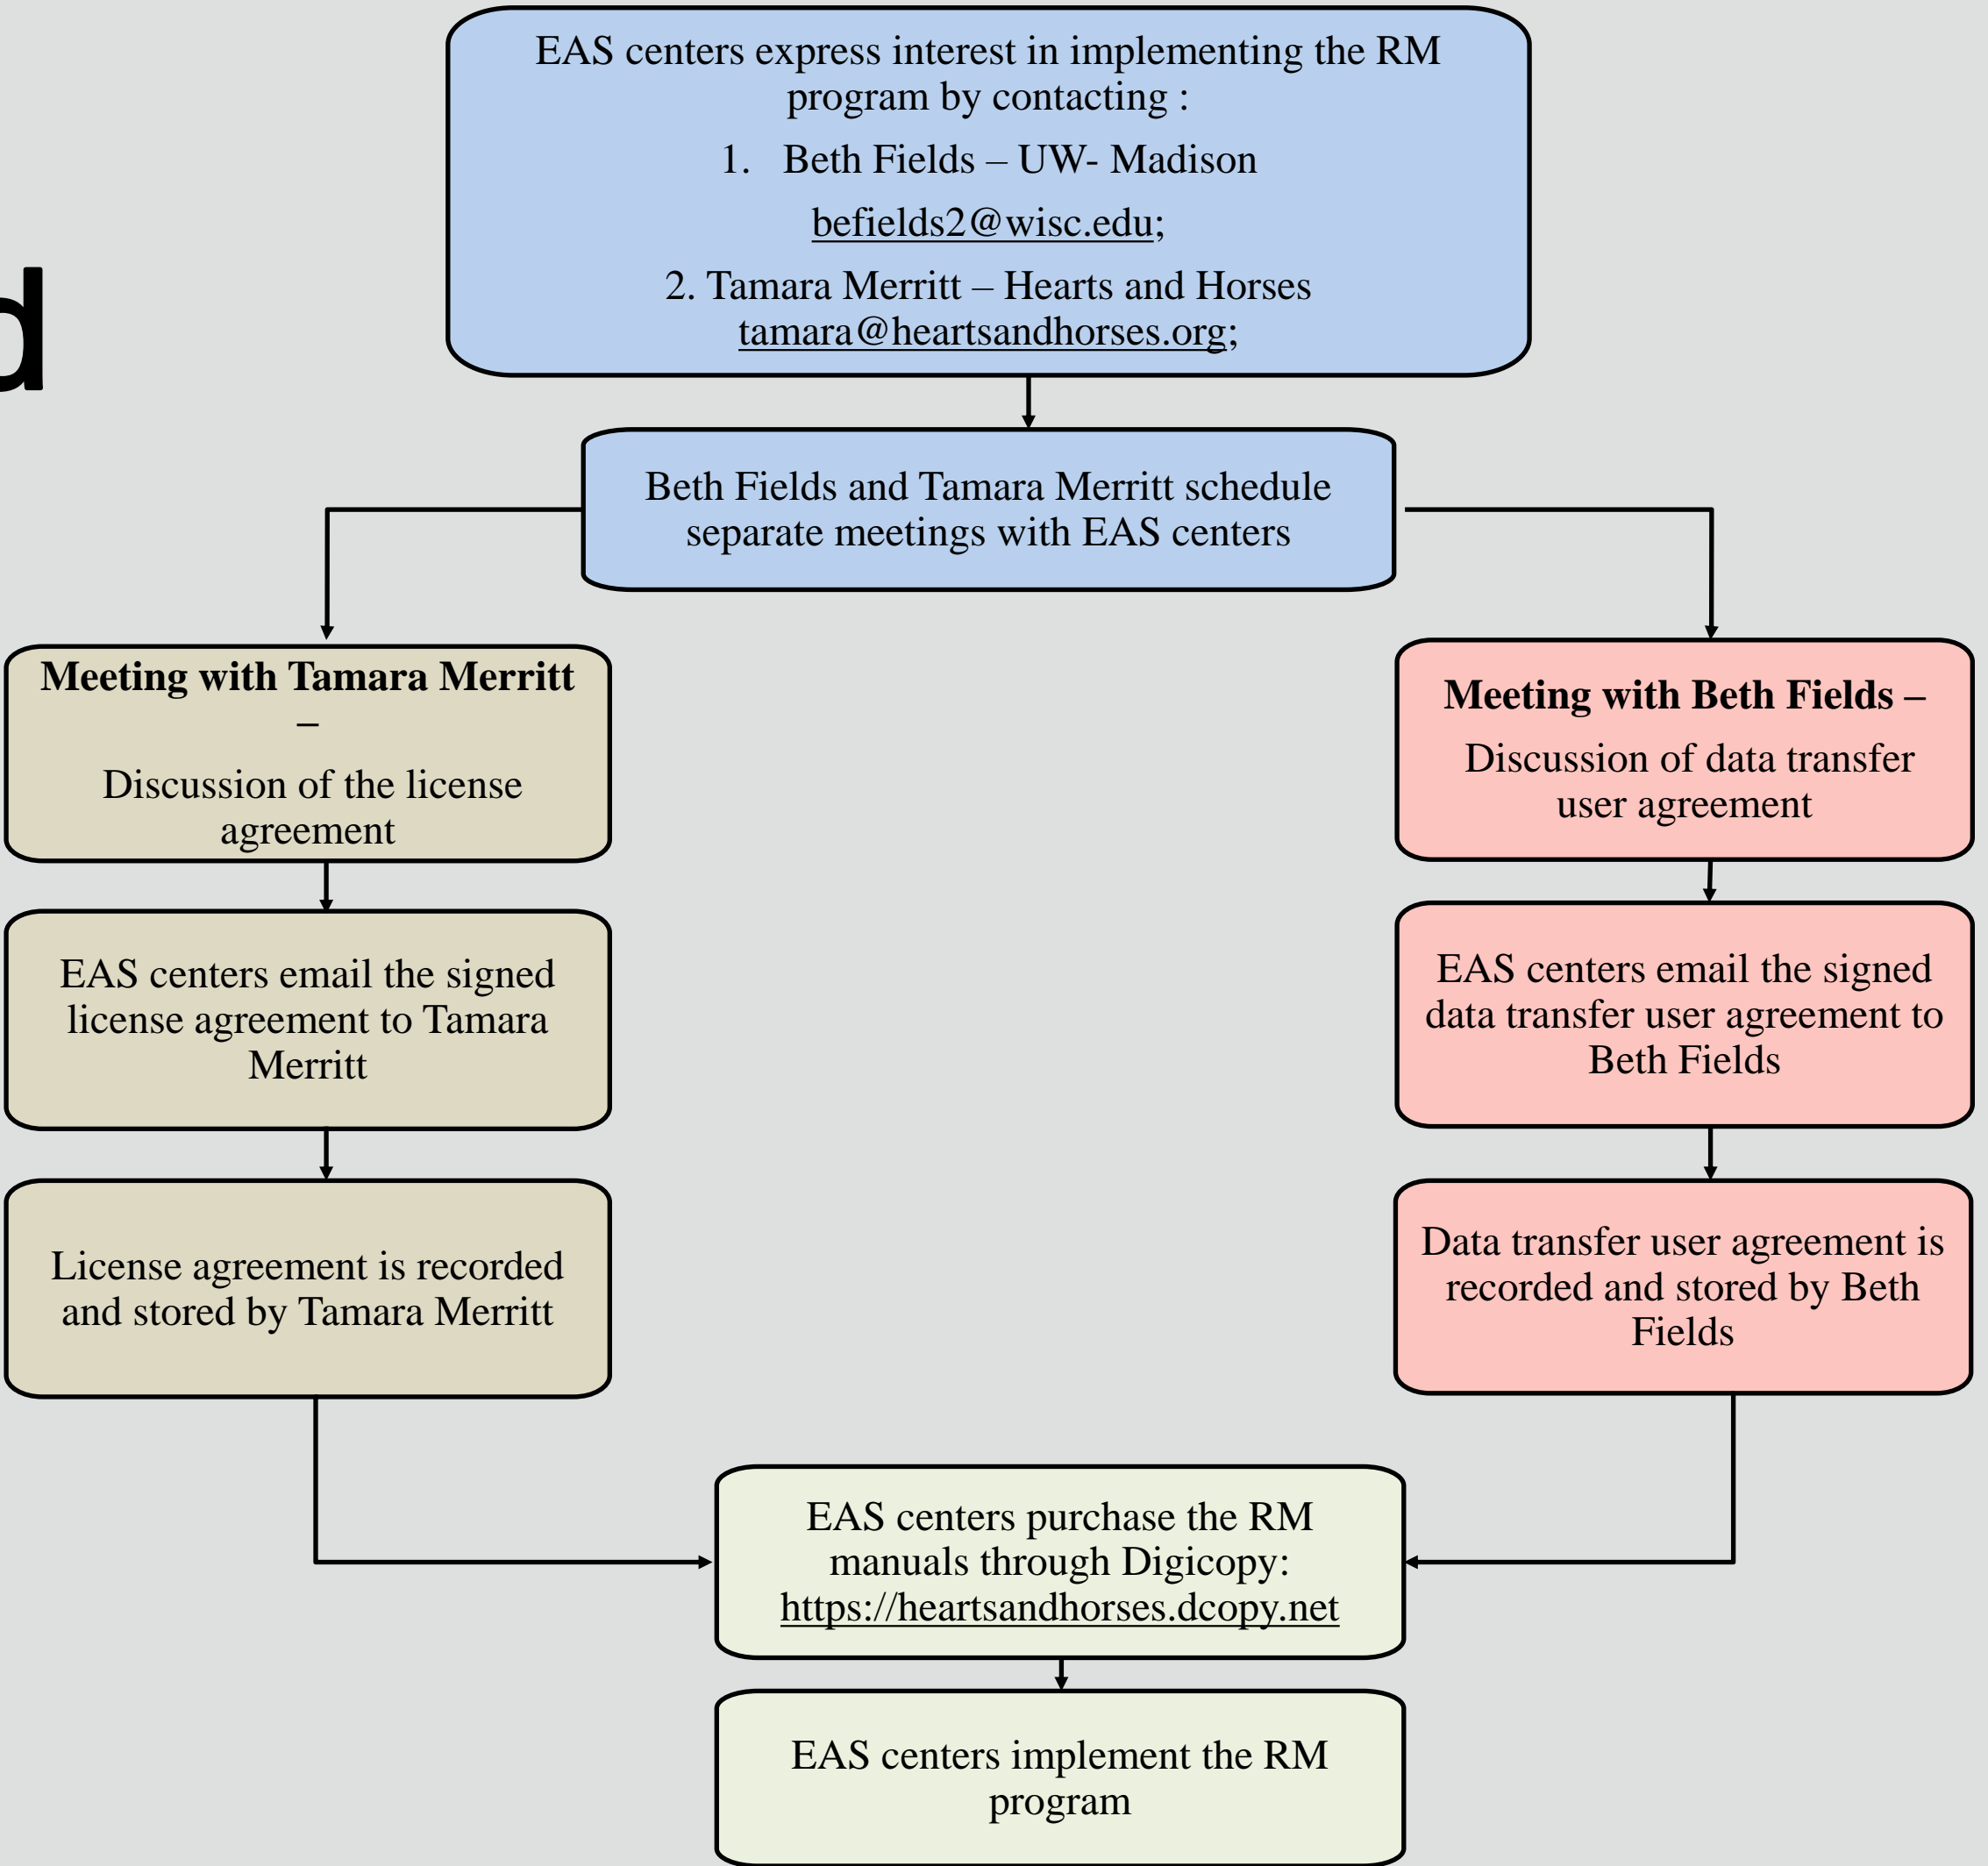 EAS centers express interest in implementing the RM
program by contacting :
1. Beth Fields – UW- Madison
befields2@wisc.edu;
2. Tamara Merritt – Hearts and Horses
tamara@heartsandhorses.org;
d
Beth Fields and Tamara Merritt schedule
separate meetings with EAS centers
Meeting with Tamara Merritt
–
Discussion of the license
agreement
Meeting with Beth Fields –
Discussion of data transfer
user agreement
EAS centers email the signed
license agreement to Tamara
Merritt
EAS centers email the signed
data transfer user agreement to
Beth Fields
License agreement is recorded
and stored by Tamara Merritt
Data transfer user agreement is
recorded and stored by Beth
Fields
EAS centers purchase the RM
manuals through Digicopy:
https://heartsandhorses.dcopy.net
EAS centers implement the RM
program